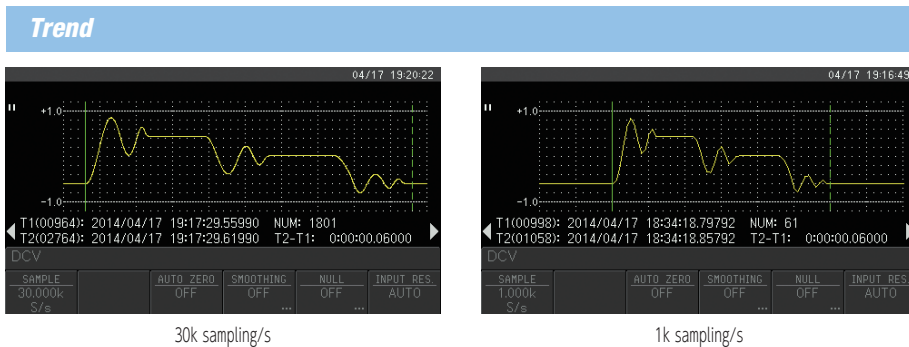 Trend
04/17 19:20:22
+1.0
-1.0
T1(00964): 2014/04/17 19:17:29.55990 NUM: 1801
T2(02764): 2014/04/17 19:17:29.61990 T2-T1: 0:00:00.06000
DCV
SAMPLE AUTO ZERO SMOOTHING NULL INPUT RES.
30.000k OFF OFF OFF AUTO
S/s ... ...
30k sampling/s
04/17 19:16:49
+1.0
-1.0
T1(00998): 2014/04/17 18:34:18.79792 NUM: 61
T2(01058): 2014/04/17 18:34:18.85792 T2-T1: 0:00:00.06000
DCV
SAMPLE AUTO ZERO SMOOTHING NULL INPUT RES.
1.000k OFF OFF OFF AUTO
S/s ... ...
1k sampling/s